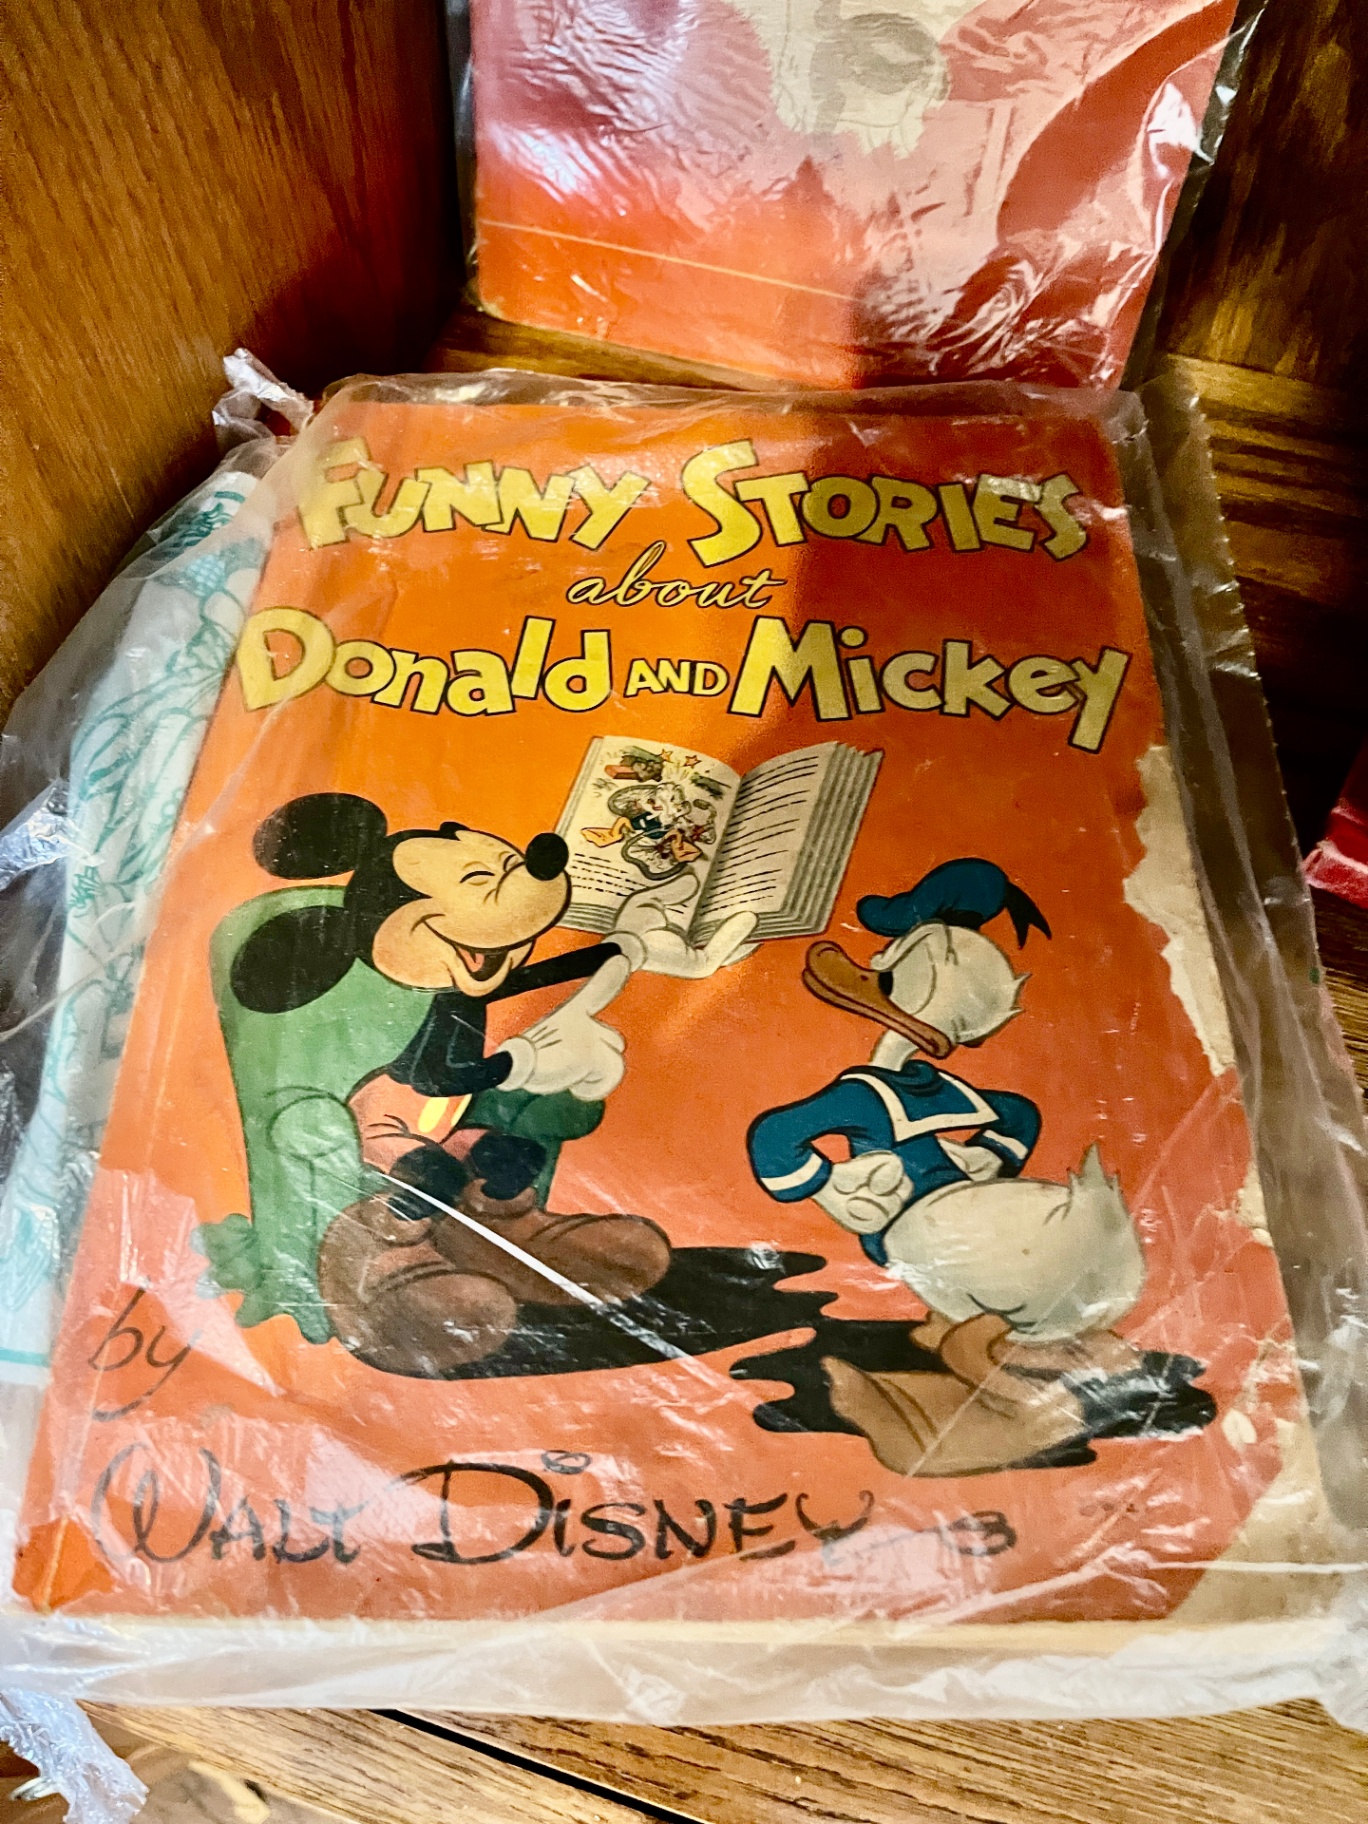 FUNNY STORIES
about
Donald AND Mickey
by
WALT DISNEY